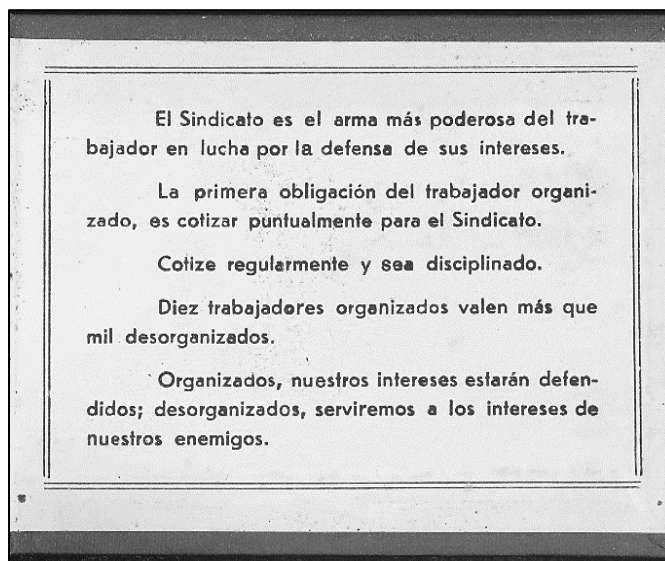 El Sindicato es el arma más poderosa del tra-
bajador en lucha por la defensa de sus intereses.
La primera obligación del trabajador organi-
zado, es cotizar puntualmente para el Sindicato.
Cotize regularmente y sea disciplinado.
Diez trabajadores organizados valen más que
mil desorganizados.
Organizados, nuestros intereses estarán defen-
didos; desorganizados, serviremos a los intereses de
nuestros enemigos.